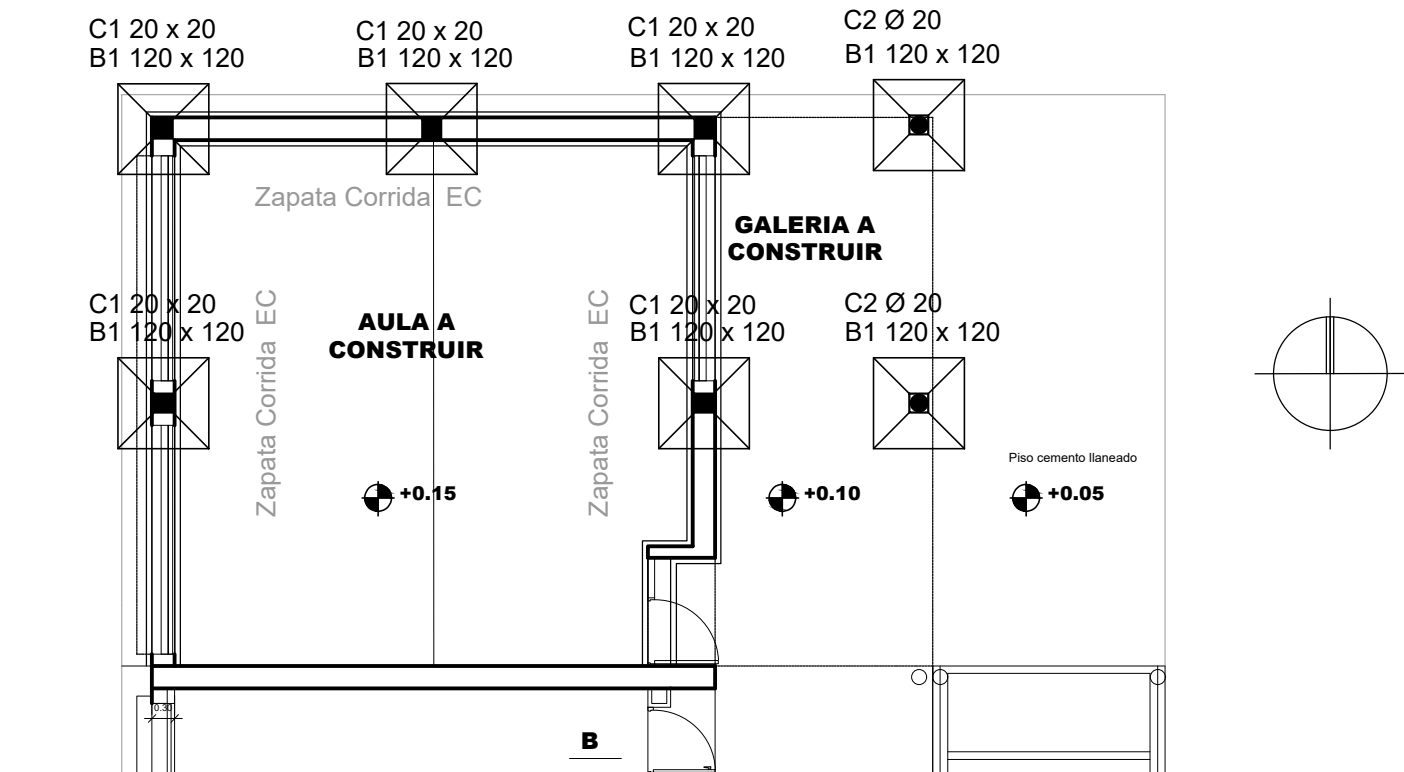 C1 20 x 20
B1 120 x 120
C1 20 x 20
B1 120 x 120
C1 20 x 20
B1 120 x 120
C2 Ø 20
B1 120 x 120
Zapata Corrida EC
GALERIA A
CONSTRUIR
C1 20 x 20
B1 120 x 120
Zapata Corrida EC
AULA A
CONSTRUIR
Zapata Corrida EC
C1 20 x 20
B1 120 x 120
C2 Ø 20
B1 120 x 120
Piso cemento llaneado
+0.15
+0.10
+0.05
0.30
B